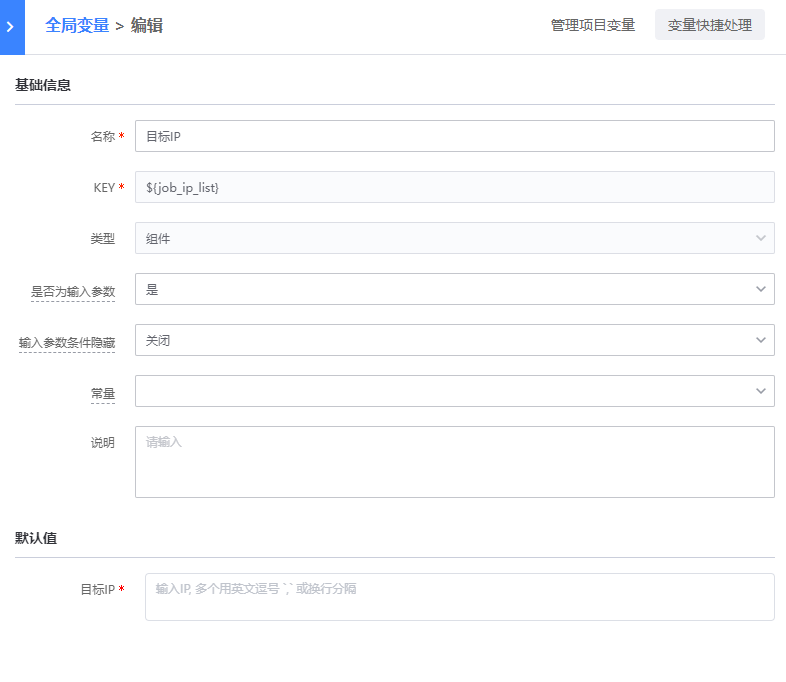 全局变量 > 编辑 管理项目变量 变量快捷处理
基础信息
名称 * 目标IP
KEY * ${job_ip_list}
类型 组件
是否为输入参数 是
输入参数条件隐藏 关闭
常量
说明 请输入
默认值
目标IP * 输入IP, 多个用英文逗号 `,` 或换行分隔